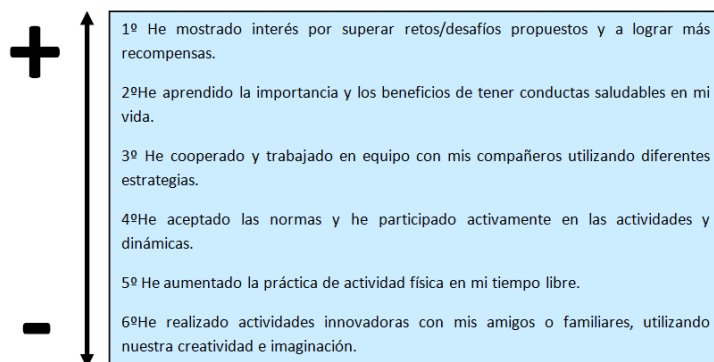 +
1º He mostrado interés por superar retos/desafíos propuestos y a lograr más
recompensas.
2ºHe aprendido la importancia y los beneficios de tener conductas saludables en mi
vida.
3º He cooperado y trabajado en equipo con mis compañeros utilizando diferentes
estrategias.
4ºHe aceptado las normas y he participado activamente en las actividades y
dinámicas.
5º He aumentado la práctica de actividad física en mi tiempo libre.
-
6ºHe realizado actividades innovadoras con mis amigos o familiares, utilizando
nuestra creatividad e imaginación.